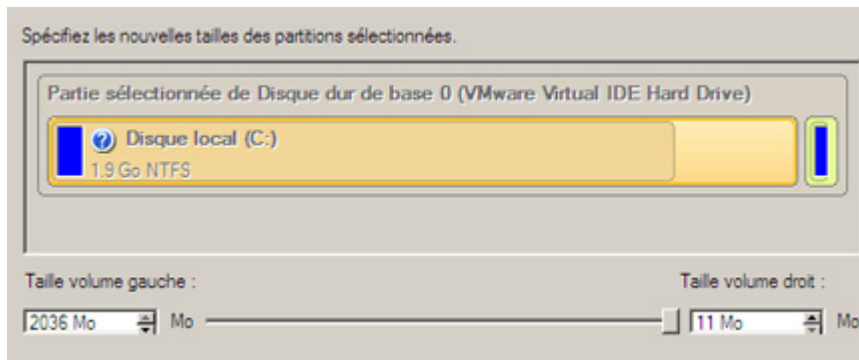 Spécifiez les nouvelles tailles des partitions sélectionnées.
Partie sélectionnée de Disque dur de base 0 (VMware Virtual IDE Hard Drive)
? Disque local (C:)
1.9 Go NTFS
Taille volume gauche : Taille volume droit :
2036 Mo Mo 11 Mo Mo